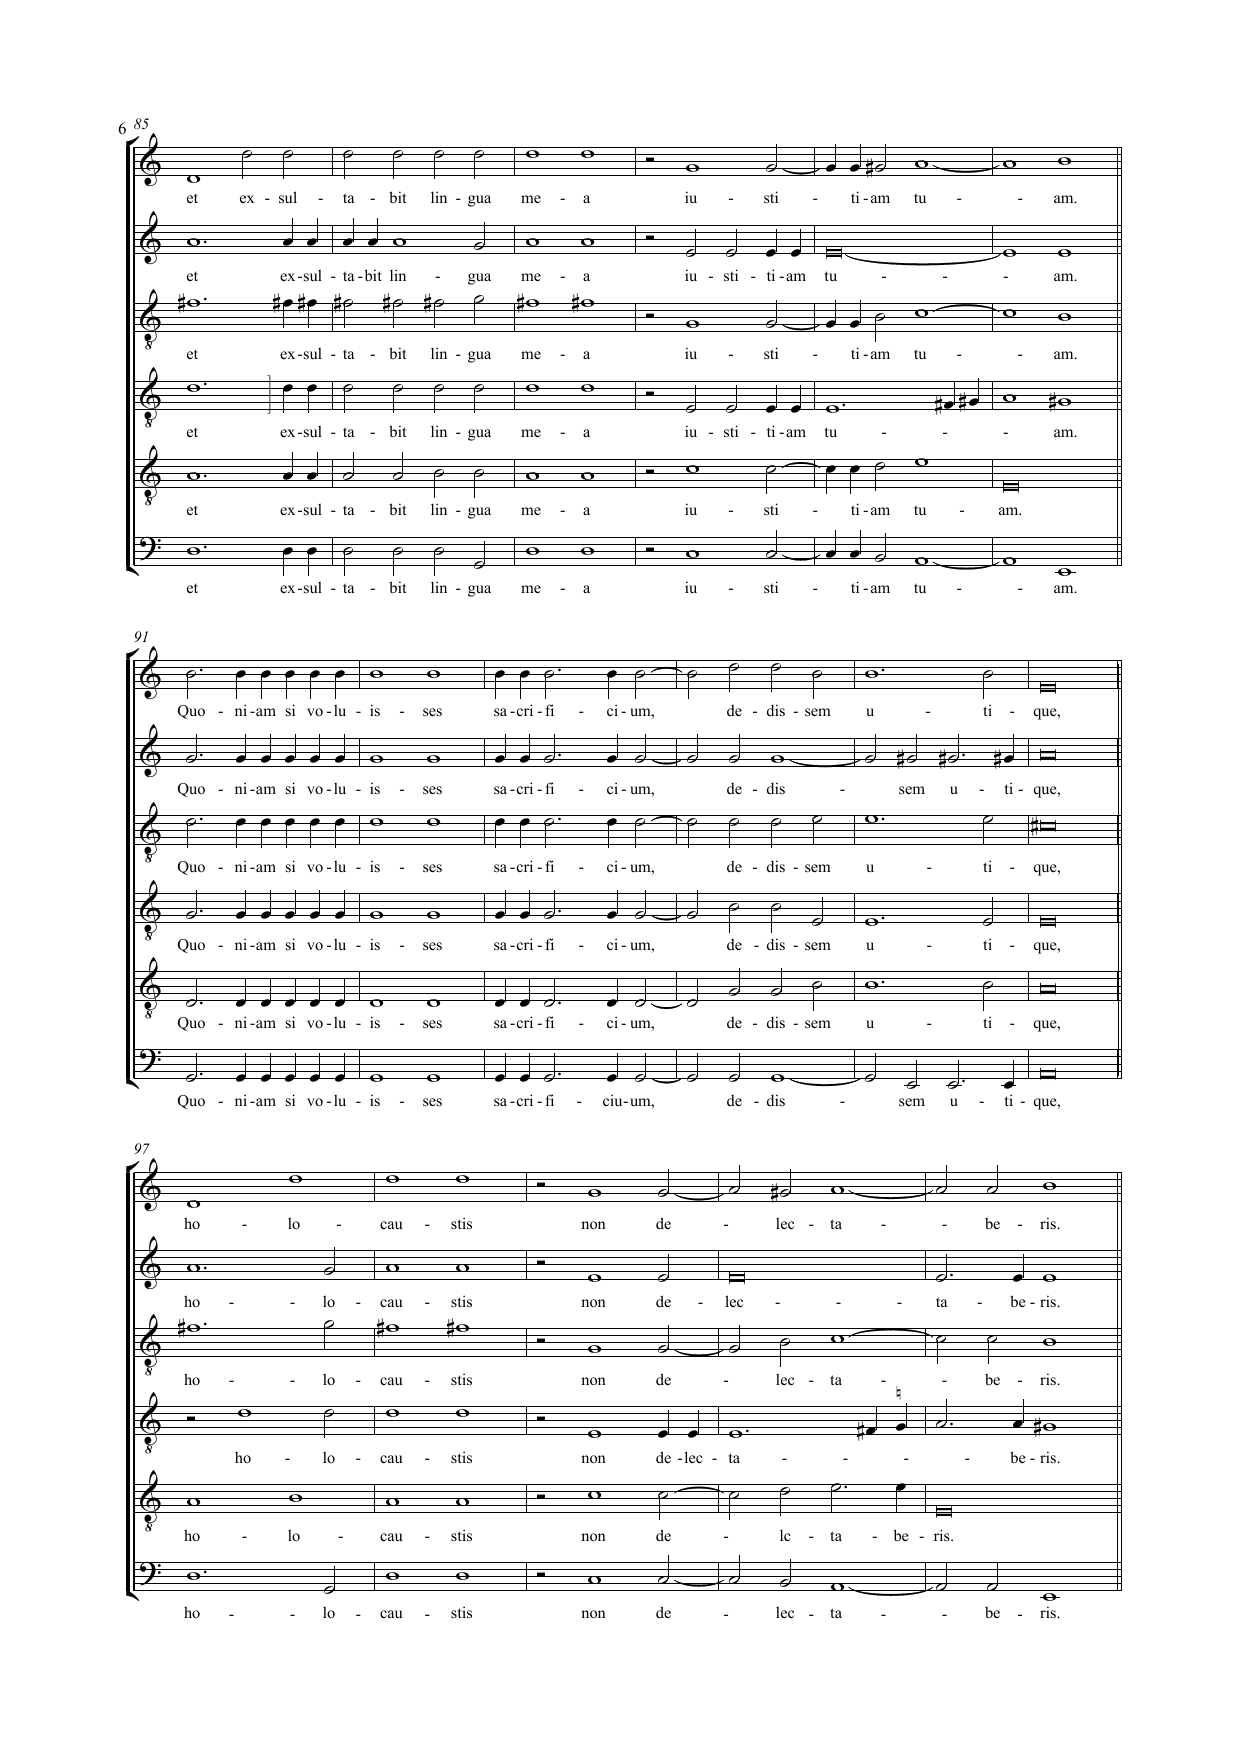 6 85
et ex - sul - ta - bit lin - gua me - a iu - sti - ti - am tu - - am.
et ex - sul - ta - bit lin - gua me - a iu - sti - ti - am tu - - - am.
et ex - sul - ta - bit lin - gua me - a iu - sti - ti - am tu - - am.
et ex - sul - ta - bit lin - gua me - a iu - sti - ti - am tu - - - am.
et ex - sul - ta - bit lin - gua me - a iu - sti - ti - am tu - am.
et ex - sul - ta - bit lin - gua me - a iu - sti - ti - am tu - - am.
91
Quo - ni - am si vo - lu - is - ses sa - cri - fi - ci - um, de - dis - sem u - ti - que,
Quo - ni - am si vo - lu - is - ses sa - cri - fi - ci - um, de - dis - sem u - ti - que,
Quo - ni - am si vo - lu - is - ses sa - cri - fi - ci - um, de - dis - sem u - ti - que,
Quo - ni - am si vo - lu - is - ses sa - cri - fi - ci - um, de - dis - sem u - ti - que,
Quo - ni - am si vo - lu - is - ses sa - cri - fi - ci - um, de - dis - sem u - ti - que,
Quo - ni - am si vo - lu - is - ses sa - cri - fi - ciu - um, de - dis - sem u - ti - que,
97
ho - lo - cau - stis non de - lec - ta - - be - ris.
ho - - lo - cau - stis non de - lec - - - ta - be - ris.
ho - - lo - cau - stis non de - lec - ta - - be - ris.
ho - lo - cau - stis non de - lec - ta - - - - be - ris.
ho - lo - cau - stis non de - lc - ta - be - ris.
ho - - lo - cau - stis non de - lec - ta - - be - ris.